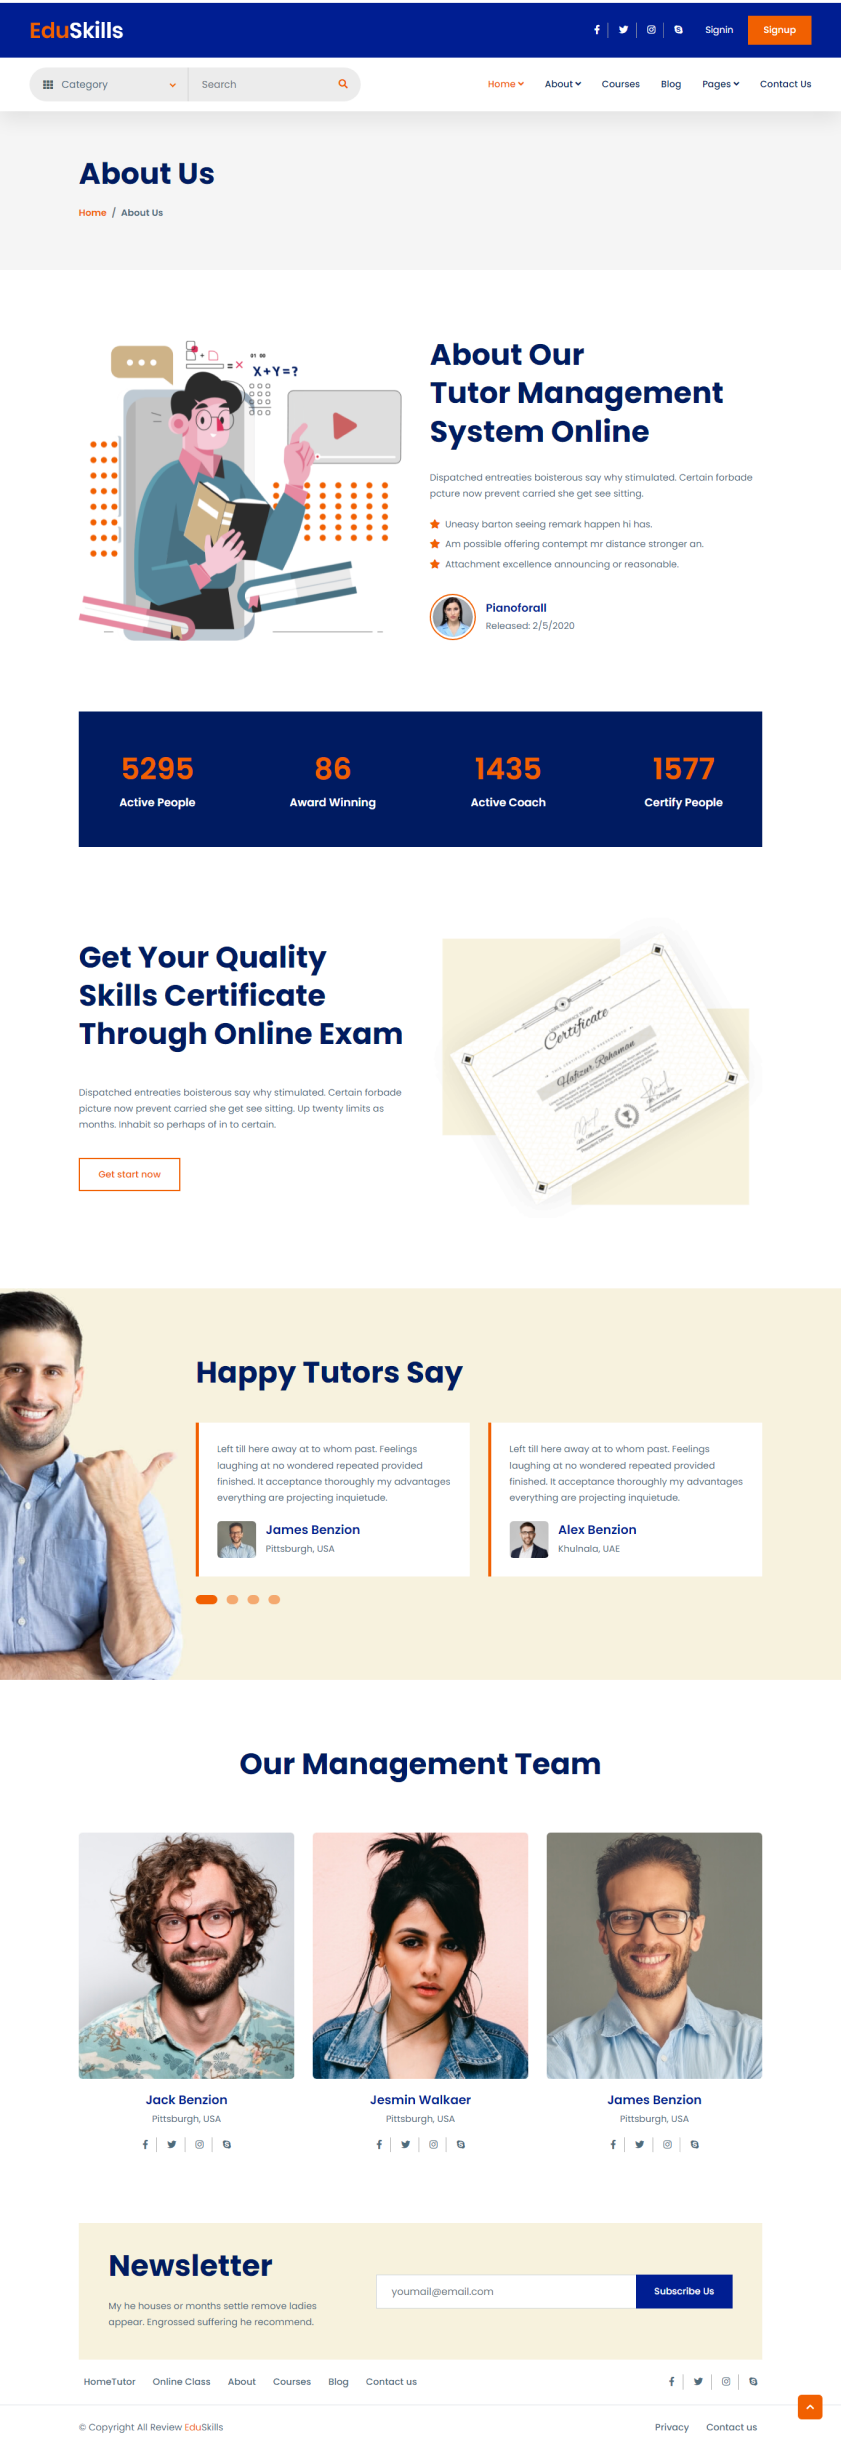 EduSkills
Signin
Signup
Category
Search
Home
About
Courses
Blog
Pages
Contact Us
About Us
Home / About Us
X+Y=?
About Our
Tutor Management
System Online
Dispatched entreaties boisterous say why stimulated. Certain forbade
pcture now prevent carried she get see sitting.
Uneasy barton seeing remark happen hi has.
Am possible offering contempt mr distance stronger an.
Attachment excellence announcing or reasonable.
Pianoforall
Released: 2/5/2020
5295
Active People
86
Award Winning
1435
Active Coach
1577
Certify People
Get Your Quality
Skills Certificate
Through Online Exam
Dispatched entreaties boisterous say why stimulated. Certain forbade
picture now prevent carried she get see sitting. Up twenty limits as
months. Inhabit so perhaps of in to certain.
Get start now
Certificate
Hafizur Rahaman
Happy Tutors Say
Left till here away at to whom past. Feelings
laughing at no wondered repeated provided
finished. It acceptance thoroughly my advantages
everything are projecting inquietude.
James Benzion
Pittsburgh, USA
Left till here away at to whom past. Feelings
laughing at no wondered repeated provided
finished. It acceptance thoroughly my advantages
everything are projecting inquietude.
Alex Benzion
Khulnala, UAE
Our Management Team
Jack Benzion
Pittsburgh, USA
Jesmin Walkaer
Pittsburgh, USA
James Benzion
Pittsburgh, USA
Newsletter
My he houses or months settle remove ladies
appear. Engrossed suffering he recommend.
youmail@email.com
Subscribe Us
HomeTutor
Online Class
About
Courses
Blog
Contact us
© Copyright All Review EduSkills
Privacy
Contact us